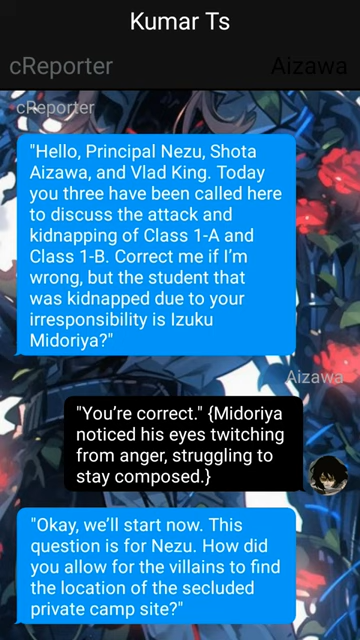 Kumar Ts
cReporter
Aizawa
cReporter
"Hello, Principal Nezu, Shota
Aizawa, and Vlad King. Today
you three have been called here
to discuss the attack and
kidnapping of Class 1-A and
Class 1-B. Correct me if I’m
wrong, but the student that
was kidnapped due to your
irresponsibility is Izuku
Midoriya?"
Aizawa
"You’re correct." {Midoriya
noticed his eyes twitching
from anger, struggling to
stay composed.}
"Okay, we’ll start now. This
question is for Nezu. How did
you allow for the villains to find
the location of the secluded
private camp site?"